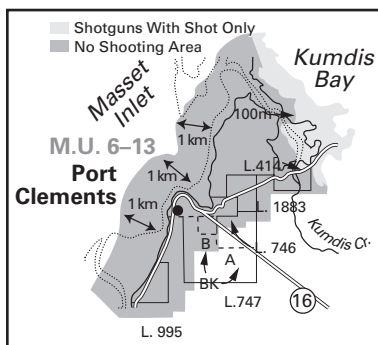 Shotguns With Shot Only
No Shooting Area
Kumdis
Bay
Masset
Inlet
100m
1 km
M.U. 6–13
Port
Clements
1 km
1 km
L.414
L. 1883
Kumdis Cr.
L. 746
B
A
BK
L.747
16
L. 995